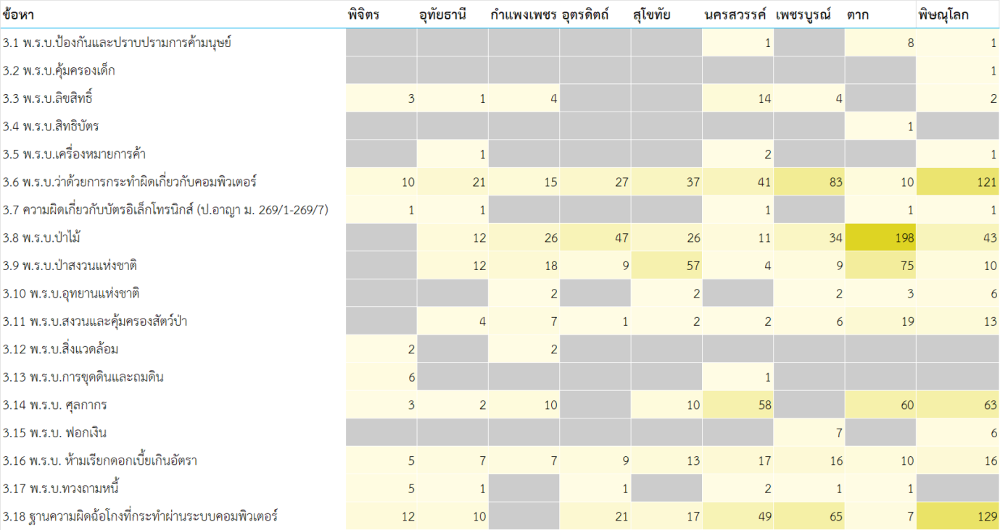 ข้อหา พิจิตร อุทัยธานี กำแพงเพชร อุตรดิตถ์ สุโขทัย นครสวรรค์ เพชรบูรณ์ ตาก พิษณุโลก
3.1 พ.ร.บ.ป้องกันและปราบปรามการค้ามนุษย์ 1 8 1
3.2 พ.ร.บ.คุ้มครองเด็ก 1
3.3 พ.ร.บ.ลิขสิทธิ์ 3 1 4 14 4 2
3.4 พ.ร.บ.สิทธิบัตร 1
3.5 พ.ร.บ.เครื่องหมายการค้า 1 2 1
3.6 พ.ร.บ.ว่าด้วยการกระทำผิดเกี่ยวกับคอมพิวเตอร์ 10 21 15 27 37 41 83 10 121
3.7 ความผิดเกี่ยวกับบัตรอิเล็กโทรนิกส์ (ป.อาญา ม. 269/1-269/7) 1 1 1 1 1
3.8 พ.ร.บ.ป่าไม้ 12 26 47 26 11 34 198 43
3.9 พ.ร.บ.ป่าสงวนแห่งชาติ 12 18 9 57 4 9 75 10
3.10 พ.ร.บ.อุทยานแห่งชาติ 2 2 2 3 6
3.11 พ.ร.บ.สงวนและคุ้มครองสัตว์ป่า 4 7 1 2 2 6 19 13
3.12 พ.ร.บ.สิ่งแวดล้อม 2 2
3.13 พ.ร.บ.การขุดดินและถมดิน 6 1
3.14 พ.ร.บ. ศุลกากร 3 2 10 10 58 60 63
3.15 พ.ร.บ. ฟอกเงิน 7 6
3.16 พ.ร.บ. ห้ามเรียกดอกเบี้ยเกินอัตรา 5 7 7 9 13 17 16 10 16
3.17 พ.ร.บ.ทวงถามหนี้ 5 1 1 2 1 1
3.18 ฐานความผิดฉ้อโกงที่กระทำผ่านระบบคอมพิวเตอร์ 12 10 21 17 49 65 7 129